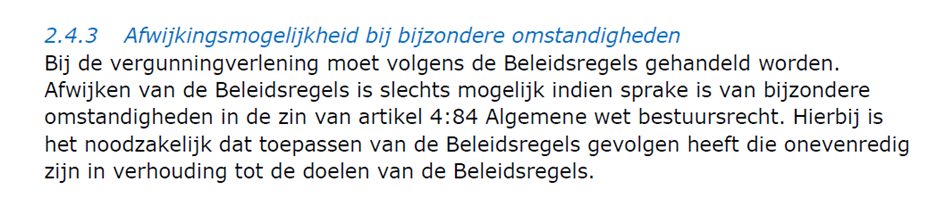 2.4.3 Afwijkingsmogelijkheid bij bijzondere omstandigheden
Bij de vergunningverlening moet volgens de Beleidsregels gehandeld worden.
Afwijken van de Beleidsregels is slechts mogelijk indien sprake is van bijzondere
omstandigheden in de zin van artikel 4:84 Algemene wet bestuursrecht. Hierbij is
het noodzakelijk dat toepassen van de Beleidsregels gevolgen heeft die onevenredig
zijn in verhouding tot de doelen van de Beleidsregels.